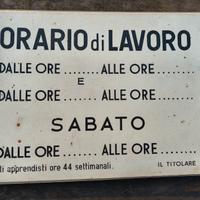 ORARIO di LAVORO
DALLE ORE ........ ALLE ORE ........
E
DALLE ORE ........ ALLE ORE ........
SABATO
DALLE ORE ........ ALLE ORE ........
li apprendisti ore 44 settimanali. IL TITOLARE